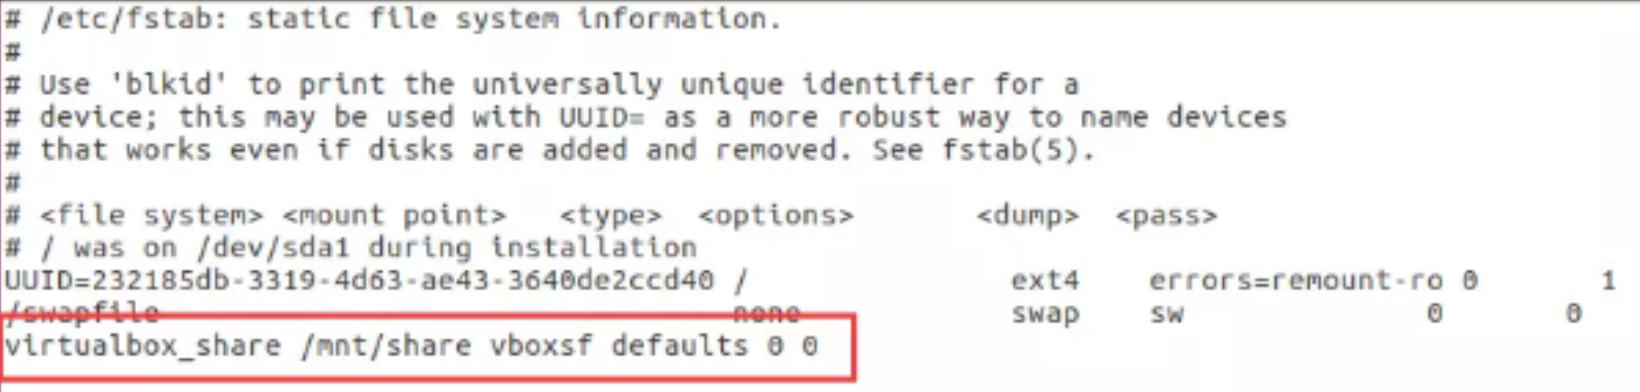 # /etc/fstab: static file system information.
#
# Use 'blkid' to print the universally unique identifier for a
# device; this may be used with UUID= as a more robust way to name devices
# that works even if disks are added and removed. See fstab(5).
#
# <file system> <mount point>   <type>  <options>       <dump>  <pass>
# / was on /dev/sda1 during installation
UUID=232185db-3319-4d63-ae43-3640de2ccd40 /               ext4    errors=remount-ro 0       1
/swapfile                                 none            swap    sw              0       0
virtualbox_share /mnt/share vboxsf defaults 0 0